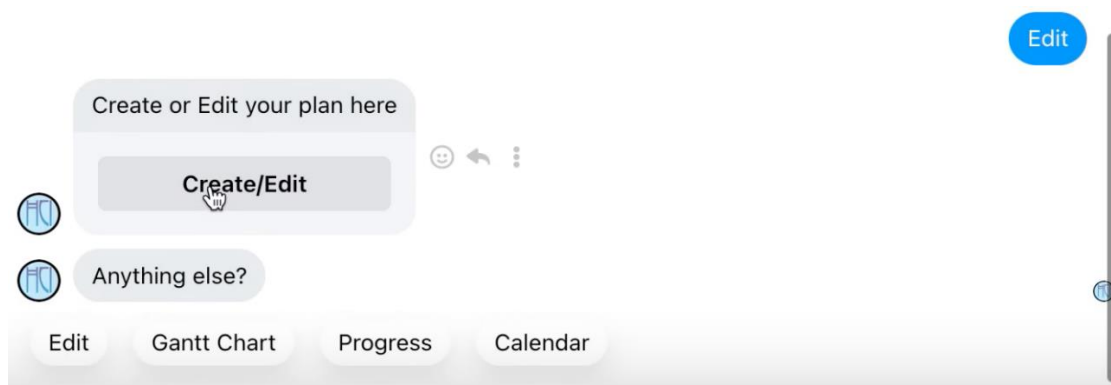 Edit
Create or Edit your plan here
Create/Edit
Anything else?
Edit Gantt Chart Progress Calendar